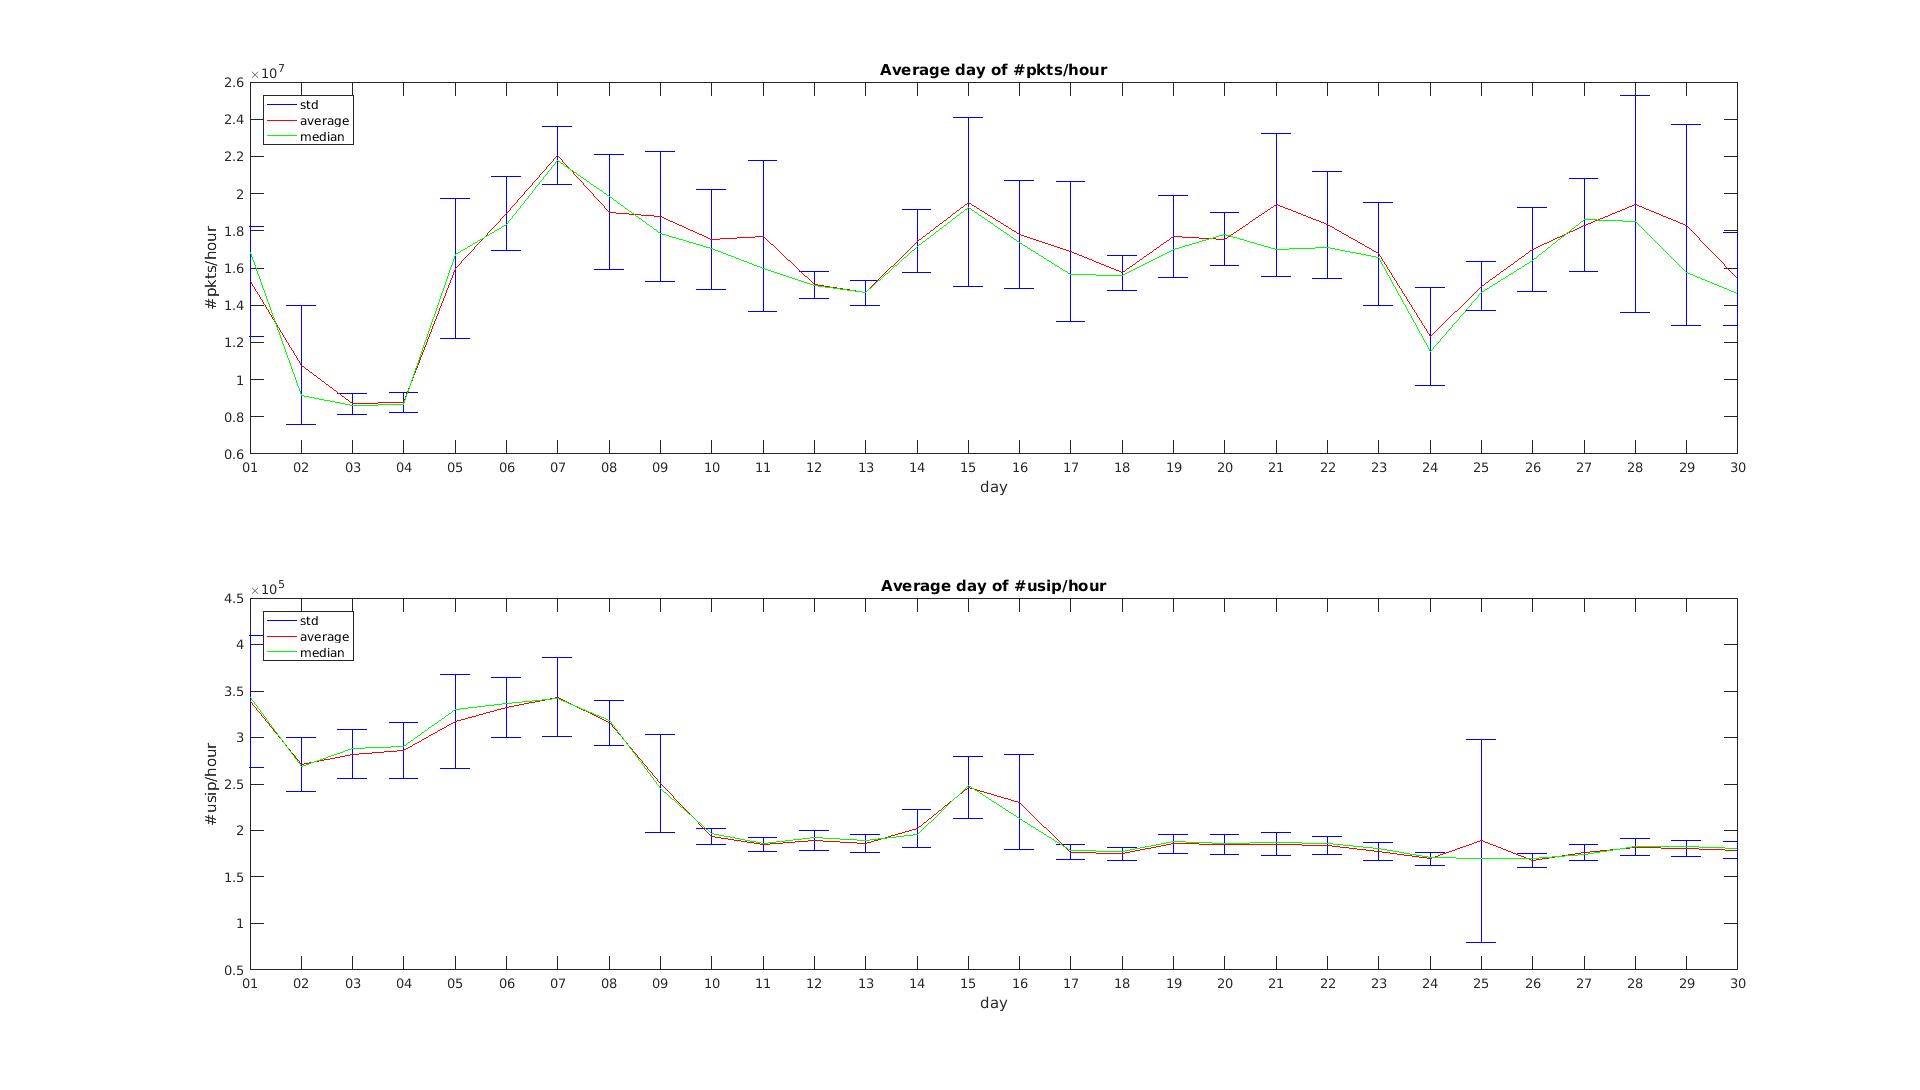 Average day of #pkts/hour
×10^7
2.6
2.4
2.2
2
1.8
1.6
1.4
1.2
1
0.8
0.6
#pkts/hour
std
average
median
01 02 03 04 05 06 07 08 09 10 11 12 13 14 15 16 17 18 19 20 21 22 23 24 25 26 27 28 29 30
day
Average day of #usip/hour
×10^5
4.5
4
3.5
3
2.5
2
1.5
1
0.5
#usip/hour
std
average
median
01 02 03 04 05 06 07 08 09 10 11 12 13 14 15 16 17 18 19 20 21 22 23 24 25 26 27 28 29 30
day